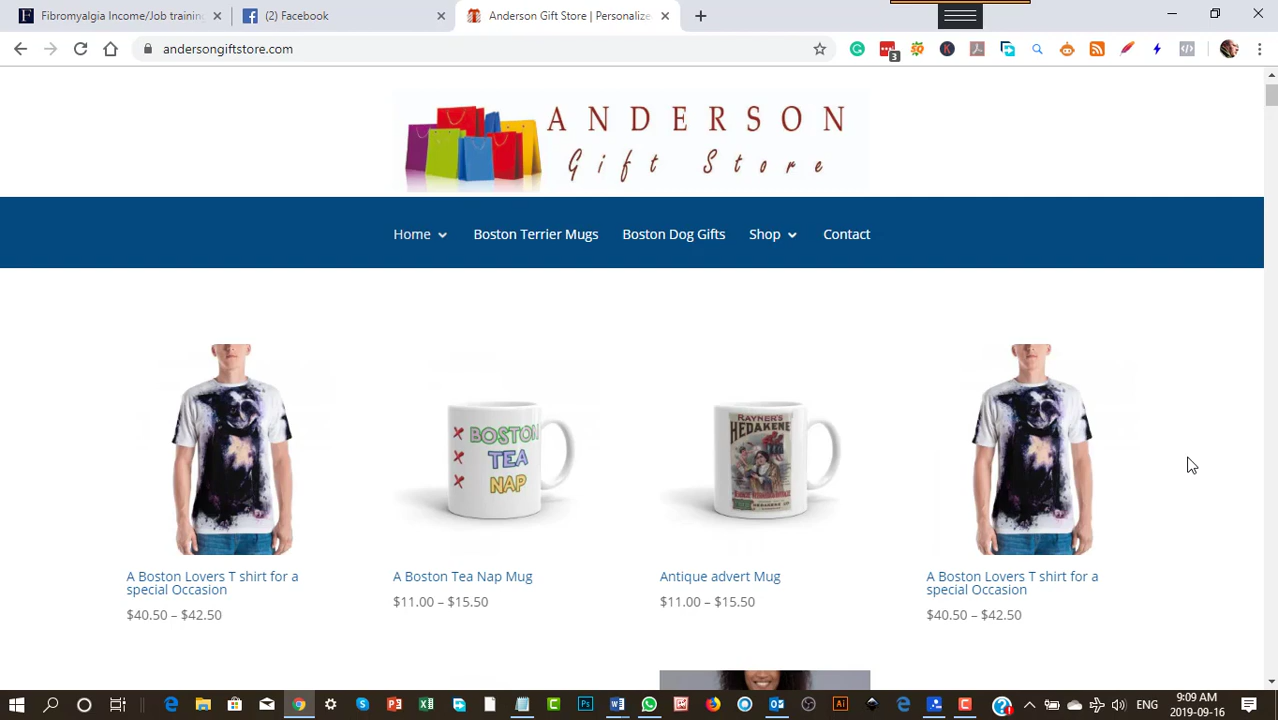 Fibromyalgia Income/Job training
(2) Facebook
Anderson Gift Store | Personalize
andersongiftstore.com
3
ANDERSON
Gift Store
Home
Boston Terrier Mugs
Boston Dog Gifts
Shop
Contact
BOSTON
TEA
NAP
RAYNER'S
HEDAKENE
A Boston Lovers T shirt for a
special Occasion
$40.50 – $42.50
A Boston Tea Nap Mug
$11.00 – $15.50
Antique advert Mug
$11.00 – $15.50
A Boston Lovers T shirt for a
special Occasion
$40.50 – $42.50
ENG
9:09 AM
2019-09-16